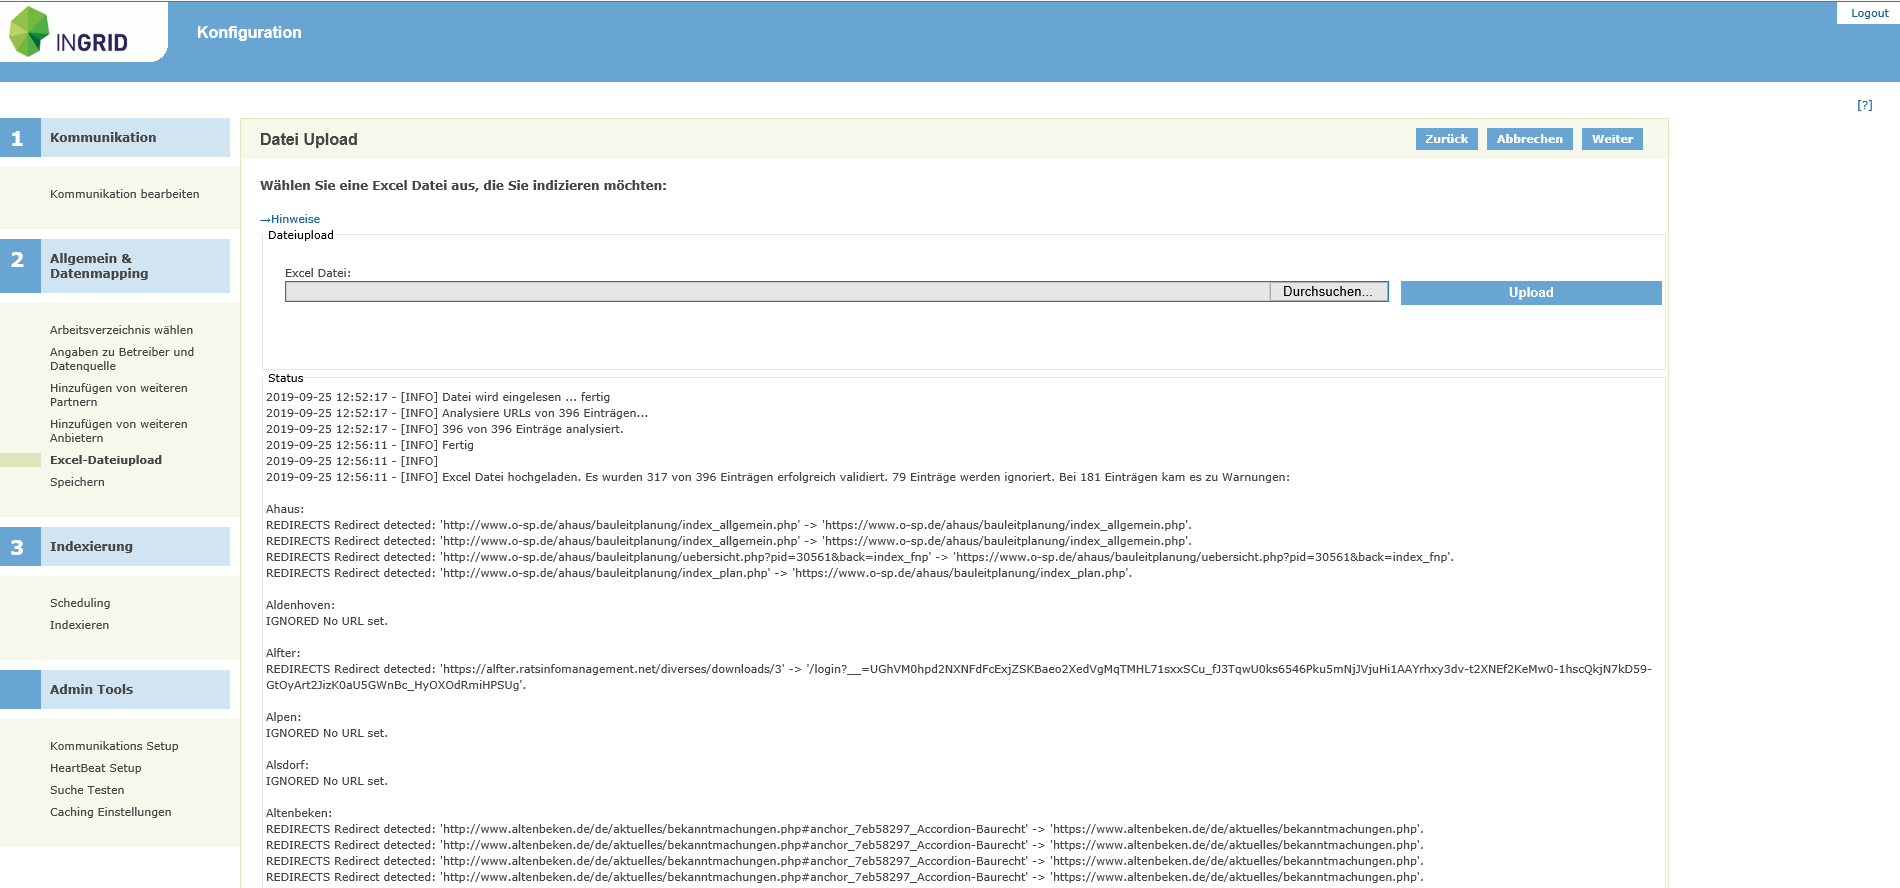 INGRID
Konfiguration
Logout
[?]
1 Kommunikation
Kommunikation bearbeiten
2 Allgemein &
Datenmapping
Arbeitsverzeichnis wählen
Angaben zu Betreiber und
Datenquelle
Hinzufügen von weiteren
Partnern
Hinzufügen von weiteren
Anbietern
Excel-Dateiupload
Speichern
3 Indexierung
Scheduling
Indexieren
Admin Tools
Kommunikations Setup
HeartBeat Setup
Suche Testen
Caching Einstellungen
Datei Upload
Zurück Abbrechen Weiter
Wählen Sie eine Excel Datei aus, die Sie indizieren möchten:
→Hinweise
Dateiupload
Excel Datei:
Durchsuchen... Upload
Status
2019-09-25 12:52:17 - [INFO] Datei wird eingelesen ... fertig
2019-09-25 12:52:17 - [INFO] Analysiere URLs von 396 Einträgen...
2019-09-25 12:52:17 - [INFO] 396 von 396 Einträge analysiert.
2019-09-25 12:56:11 - [INFO] Fertig
2019-09-25 12:56:11 - [INFO]
2019-09-25 12:56:11 - [INFO] Excel Datei hochgeladen. Es wurden 317 von 396 Einträgen erfolgreich validiert. 79 Einträge werden ignoriert. Bei 181 Einträgen kam es zu Warnungen:
Ahaus:
REDIRECTS Redirect detected: 'http://www.o-sp.de/ahaus/bauleitplanung/index_allgemein.php' -> 'https://www.o-sp.de/ahaus/bauleitplanung/index_allgemein.php'.
REDIRECTS Redirect detected: 'http://www.o-sp.de/ahaus/bauleitplanung/index_allgemein.php' -> 'https://www.o-sp.de/ahaus/bauleitplanung/index_allgemein.php'.
REDIRECTS Redirect detected: 'http://www.o-sp.de/ahaus/bauleitplanung/uebersicht.php?pid=30561&back=index_fnp' -> 'https://www.o-sp.de/ahaus/bauleitplanung/uebersicht.php?pid=30561&back=index_fnp'.
REDIRECTS Redirect detected: 'http://www.o-sp.de/ahaus/bauleitplanung/index_plan.php' -> 'https://www.o-sp.de/ahaus/bauleitplanung/index_plan.php'.
Aldenhoven:
IGNORED No URL set.
Alfter:
REDIRECTS Redirect detected: 'https://alfter.ratsinfomanagement.net/diverses/downloads/3' -> '/login?__=UGhVM0hpd2NXNFdFcExjZSKBaeo2XedVgMqTMHL71sxxSCu_fJ3TqwU0ks6546Pku5mNjJVjuHi1AAYrhxy3dv-t2XNEf2KeMw0-1hscQkjN7kD59-
GtOyArt2JizK0aU5GWnBc_HyOXOdRmiHPSUg'.
Alpen:
IGNORED No URL set.
Alsdorf:
IGNORED No URL set.
Altenbeken:
REDIRECTS Redirect detected: 'http://www.altenbeken.de/de/aktuelles/bekanntmachungen.php#anchor_7eb58297_Accordion-Baurecht' -> 'https://www.altenbeken.de/de/aktuelles/bekanntmachungen.php'.
REDIRECTS Redirect detected: 'http://www.altenbeken.de/de/aktuelles/bekanntmachungen.php#anchor_7eb58297_Accordion-Baurecht' -> 'https://www.altenbeken.de/de/aktuelles/bekanntmachungen.php'.
REDIRECTS Redirect detected: 'http://www.altenbeken.de/de/aktuelles/bekanntmachungen.php#anchor_7eb58297_Accordion-Baurecht' -> 'https://www.altenbeken.de/de/aktuelles/bekanntmachungen.php'.
REDIRECTS Redirect detected: 'http://www.altenbeken.de/de/aktuelles/bekanntmachungen.php#anchor_7eb58297_Accordion-Baurecht' -> 'https://www.altenbeken.de/de/aktuelles/bekanntmachungen.php'.